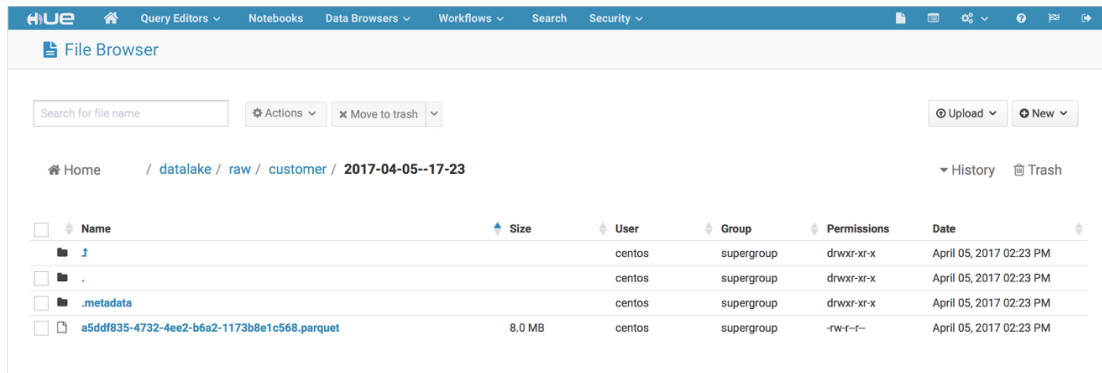 HUE Query Editors Notebooks Data Browsers Workflows Search Security
File Browser
Search for file name Actions Move to trash Upload New
Home / datalake / raw / customer / 2017-04-05--17-23 History Trash
Name Size User Group Permissions Date
centos supergroup drwxr-xr-x April 05, 2017 02:23 PM
. centos supergroup drwxr-xr-x April 05, 2017 02:23 PM
.metadata centos supergroup drwxr-xr-x April 05, 2017 02:23 PM
a5ddf835-4732-4ee2-b6a2-1173b8e1c568.parquet 8.0 MB centos supergroup -rw-r--r-- April 05, 2017 02:23 PM